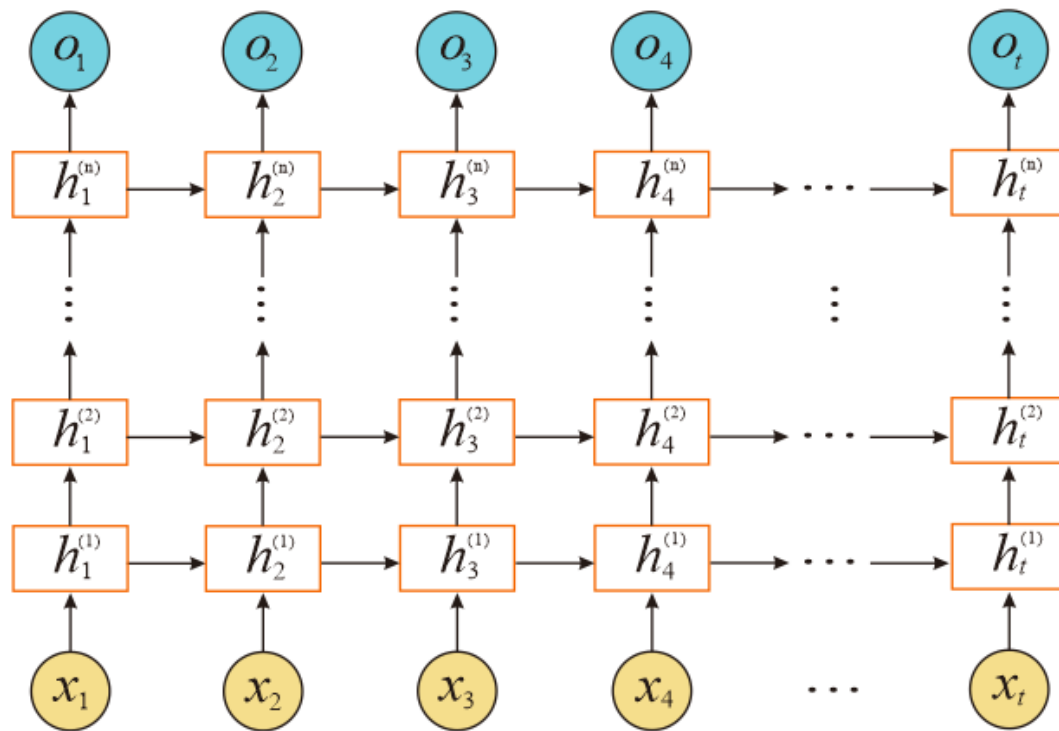 o₁ o₂ o₃ o₄ oₜ
h₁⁽ⁿ⁾ h₂⁽ⁿ⁾ h₃⁽ⁿ⁾ h₄⁽ⁿ⁾ ··· hₜ⁽ⁿ⁾
h₁⁽²⁾ h₂⁽²⁾ h₃⁽²⁾ h₄⁽²⁾ ··· hₜ⁽²⁾
h₁⁽¹⁾ h₂⁽¹⁾ h₃⁽¹⁾ h₄⁽¹⁾ ··· hₜ⁽¹⁾
x₁ x₂ x₃ x₄ ··· xₜ